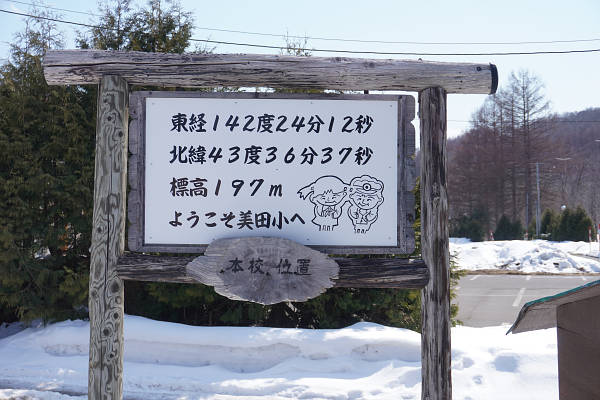 東経142度24分12秒
北緯43度36分37秒
標高197m
ようこそ美田小へ
本校位置